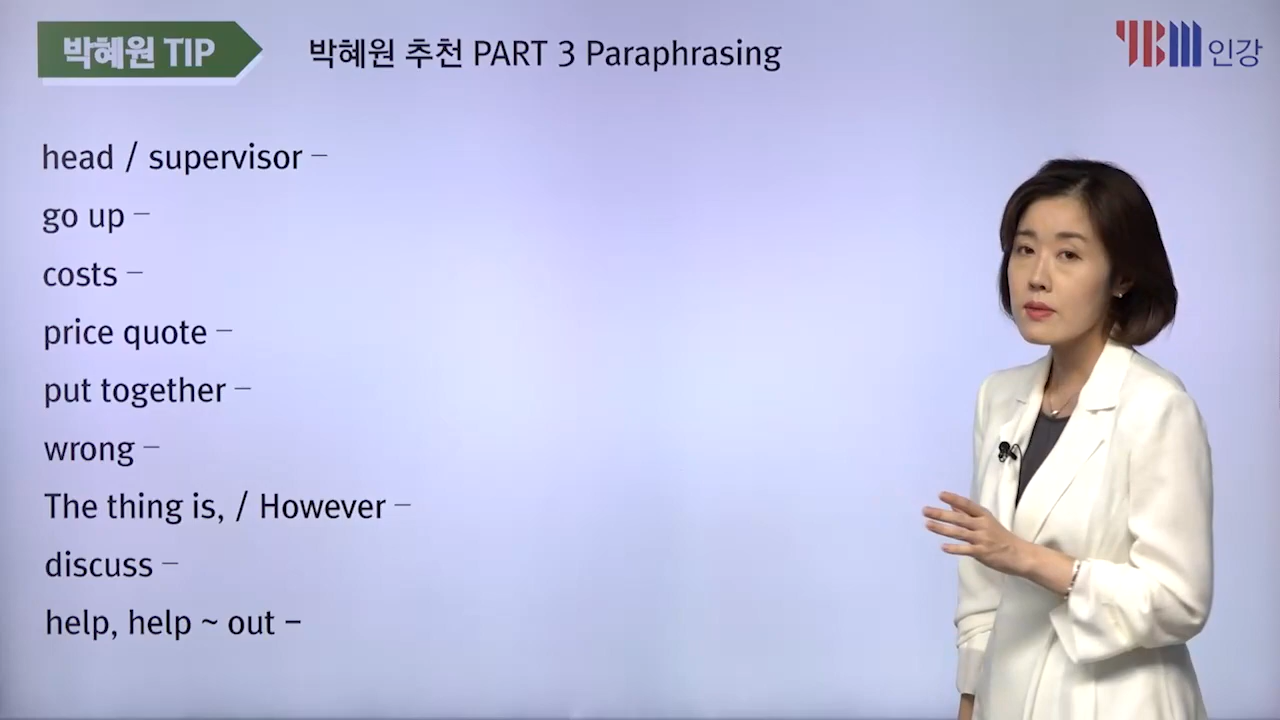 박혜원 TIP
박혜원 추천 PART 3 Paraphrasing
YBM 인강
head / supervisor –
go up –
costs –
price quote –
put together –
wrong –
The thing is, / However –
discuss –
help, help ~ out –